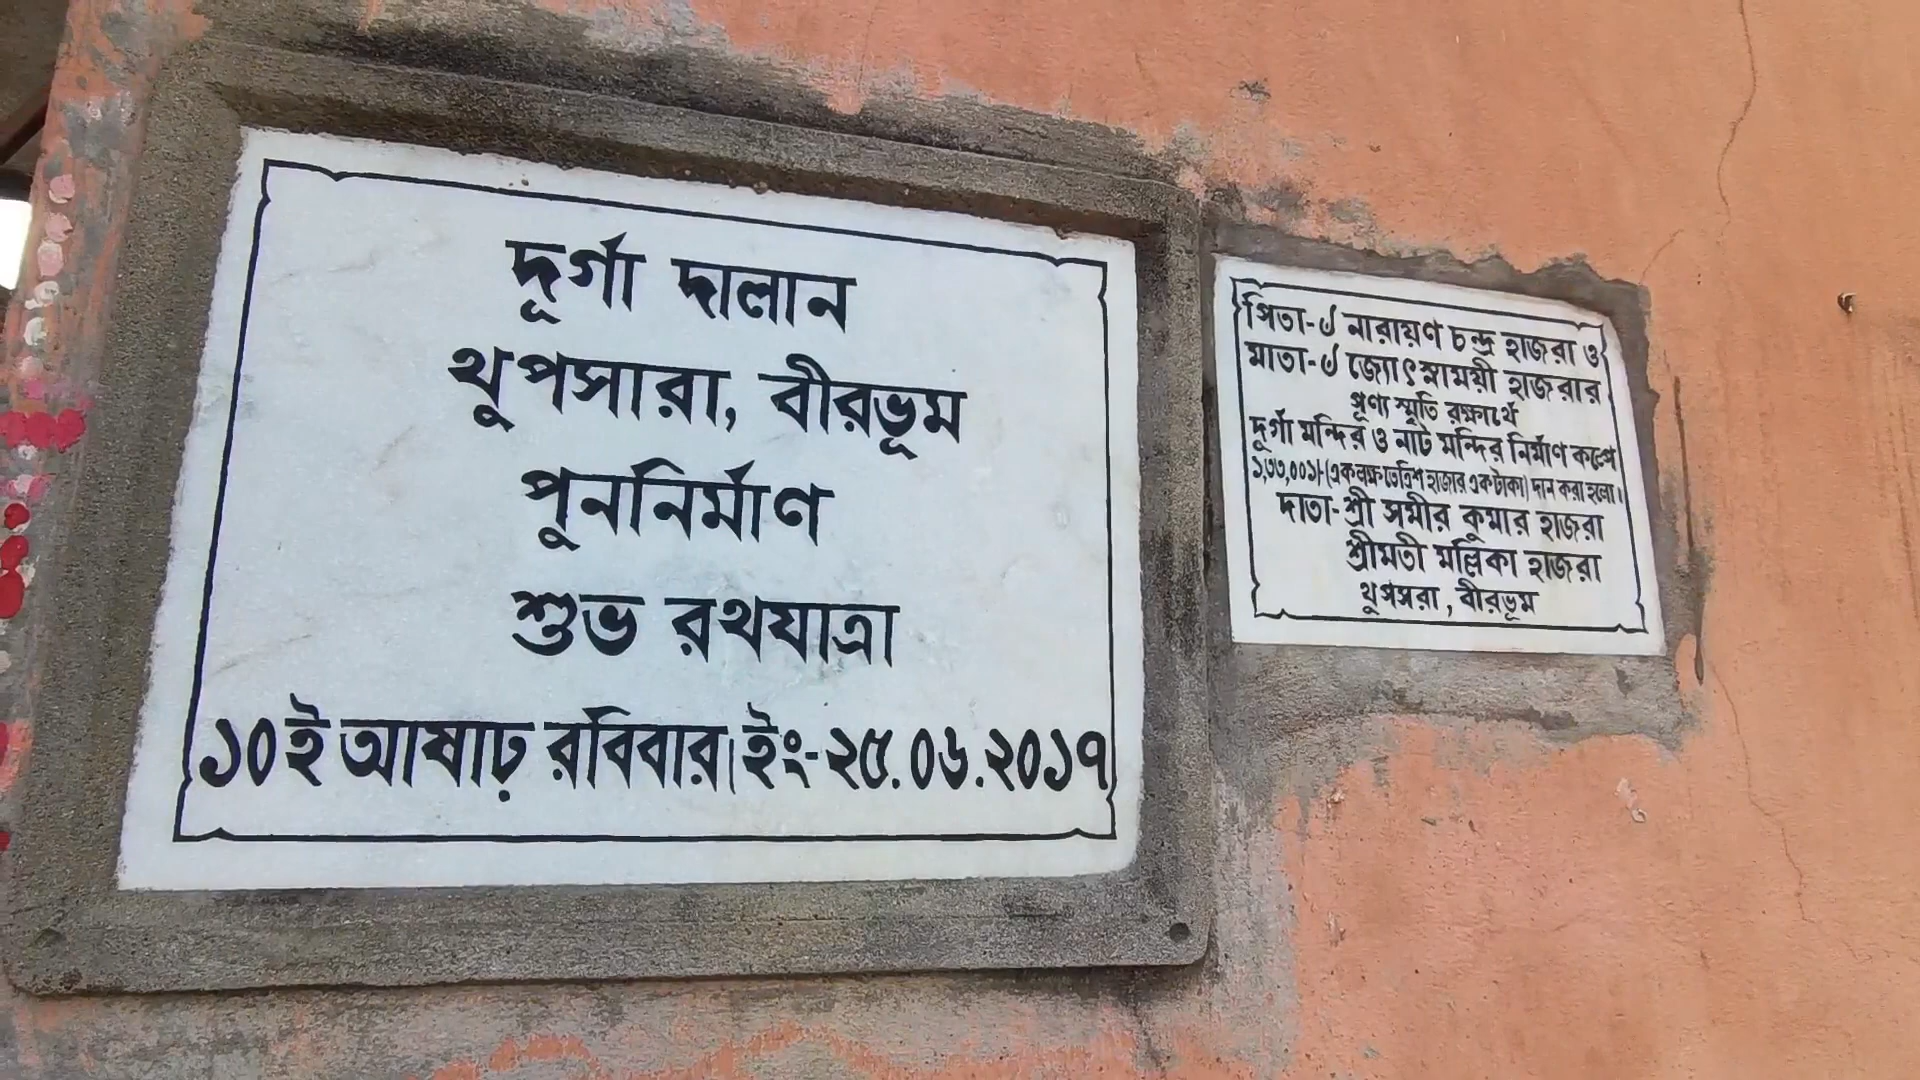 দূর্গা দালান
থুপসারা, বীরভূম
পুনর্নির্মাণ
শুভ রথযাত্রা
১০ই আষাঢ় রবিবার। ইং-২৫.০৬.২০১৭
পিতা-ঁ নারায়ণ চন্দ্র হাজরা ও
মাতা-ঁ জ্যোৎস্নাময়ী হাজরার
পূণ্য স্মৃতি রক্ষার্থে
দূর্গা মন্দির ও নাট মন্দির নির্মাণ কল্পে
১,৩৩,০০১/-(একলক্ষ তেত্রিশ হাজার এক টাকা) দান করা হলো।
দাতা-শ্রী সমীর কুমার হাজরা
শ্রীমতী মল্লিকা হাজরা
থুপসরা, বীরভূম